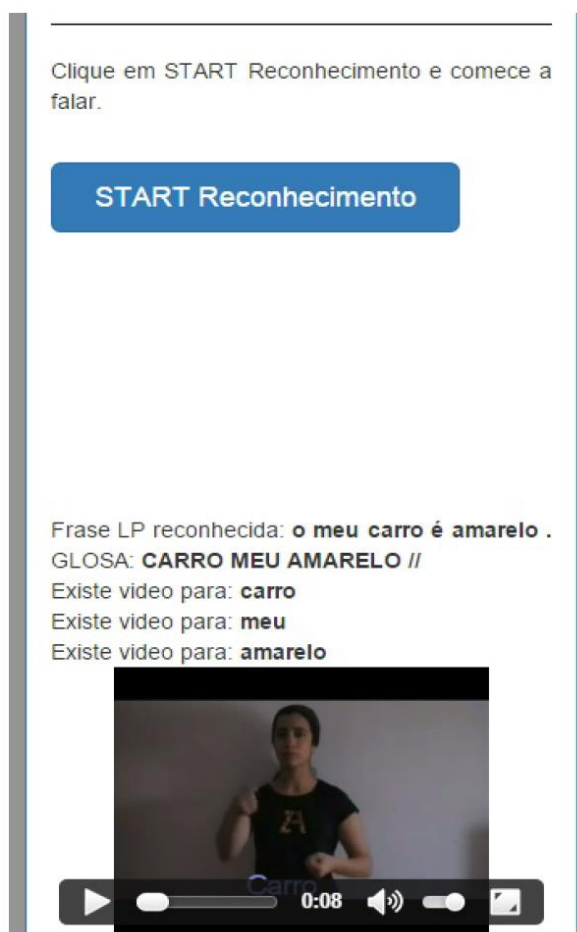 Clique em START Reconhecimento e comece a
falar.
START Reconhecimento
Frase LP reconhecida: o meu carro é amarelo .
GLOSA: CARRO MEU AMARELO //
Existe video para: carro
Existe video para: meu
Existe video para: amarelo
Carro
0:08